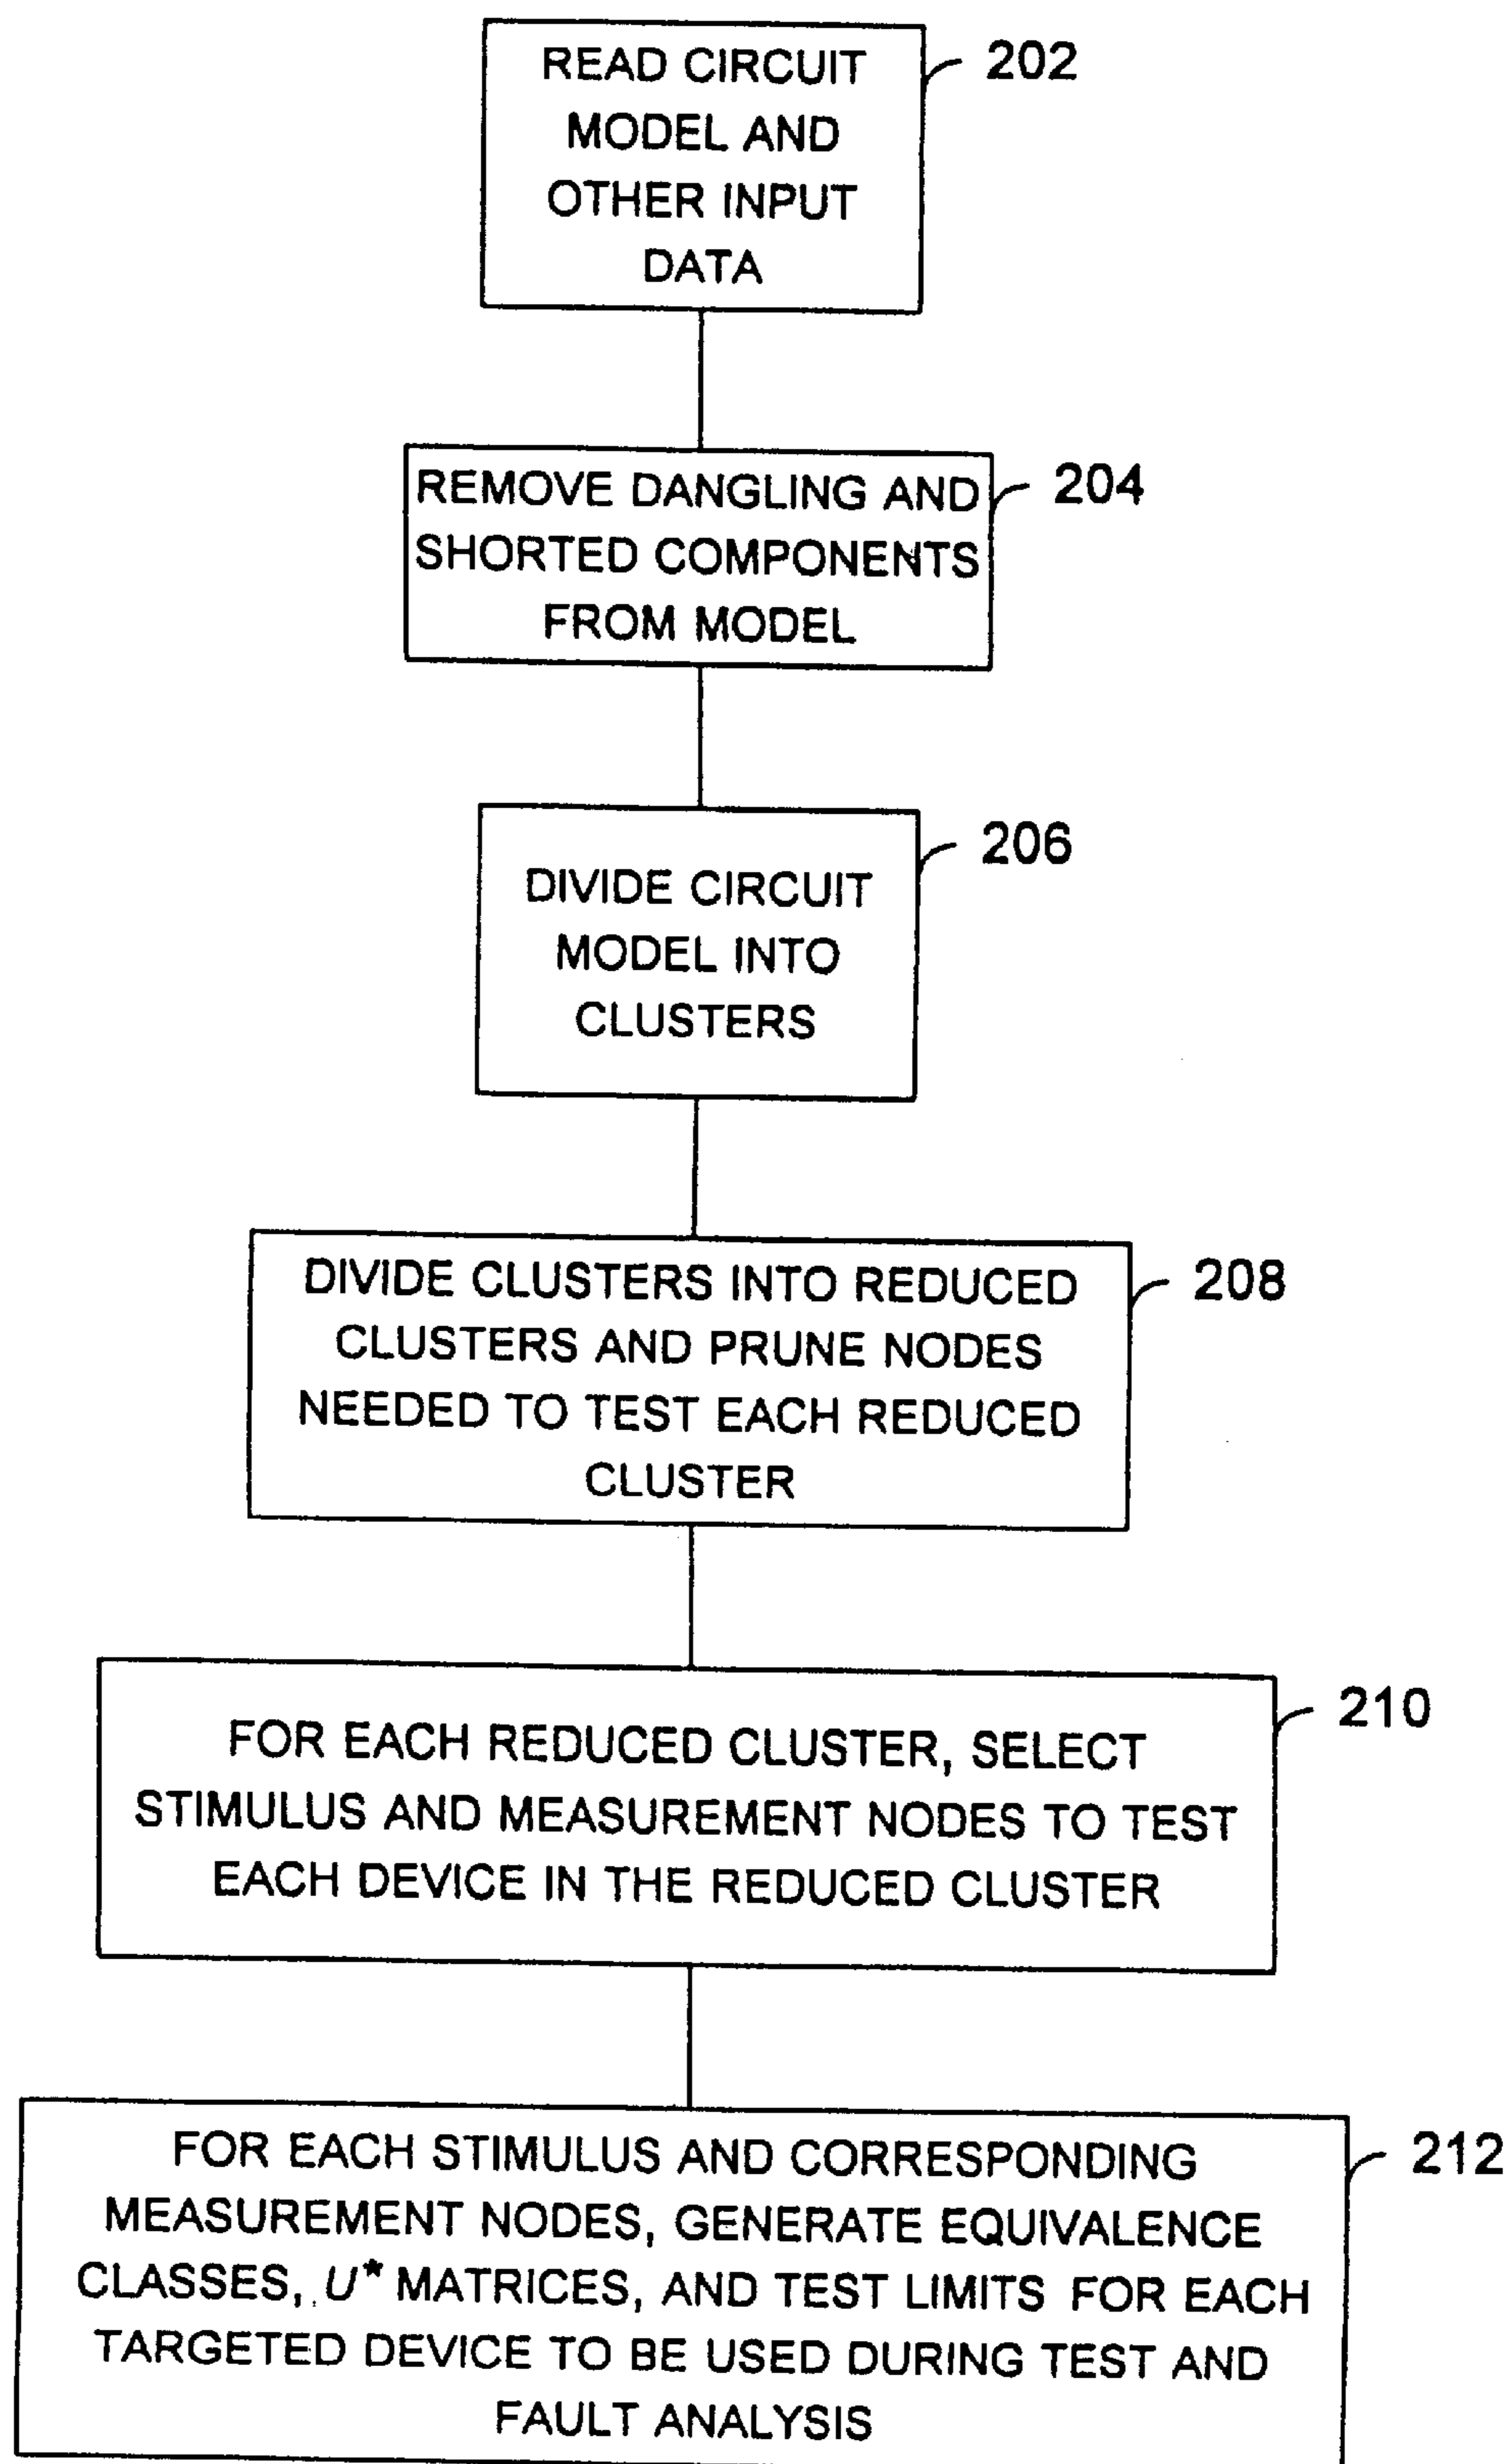 READ CIRCUIT
202
MODEL AND
OTHER INPUT
DATA
REMOVE DANGLING AND
204
SHORTED COMPONENTS
FROM MODEL
206
DIVIDE CIRCUIT
MODEL INTO
CLUSTERS
DIVIDE CLUSTERS INTO REDUCED
208
CLUSTERS AND PRUNE NODES
NEEDED TO TEST EACH REDUCED
CLUSTER
210
FOR EACH REDUCED CLUSTER, SELECT
STIMULUS AND MEASUREMENT NODES TO TEST
EACH DEVICE IN THE REDUCED CLUSTER
212
FOR EACH STIMULUS AND CORRESPONDING
MEASUREMENT NODES, GENERATE EQUIVALENCE
CLASSES, U* MATRICES, AND TEST LIMITS FOR EACH
TARGETED DEVICE TO BE USED DURING TEST AND
FAULT ANALYSIS